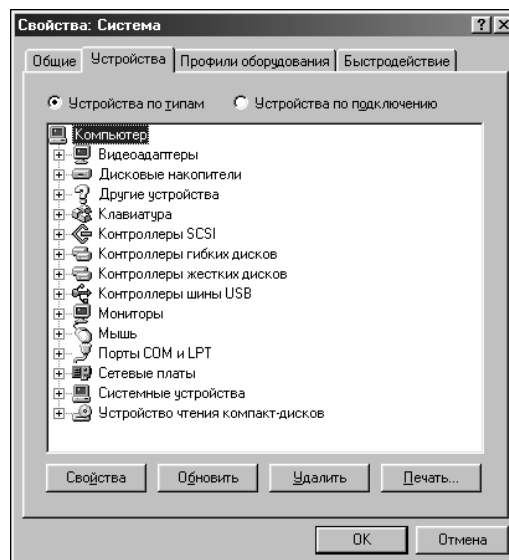 Свойства: Система
Общие Устройства Профили оборудования Быстродействие
Устройства по типам Устройства по подключению
Компьютер
Видеоадаптеры
Дисковые накопители
Другие устройства
Клавиатура
Контроллеры SCSI
Контроллеры гибких дисков
Контроллеры жестких дисков
Контроллеры шины USB
Мониторы
Мышь
Порты COM и LPT
Сетевые платы
Системные устройства
Устройство чтения компакт-дисков
Свойства Обновить Удалить Печать...
OK Отмена